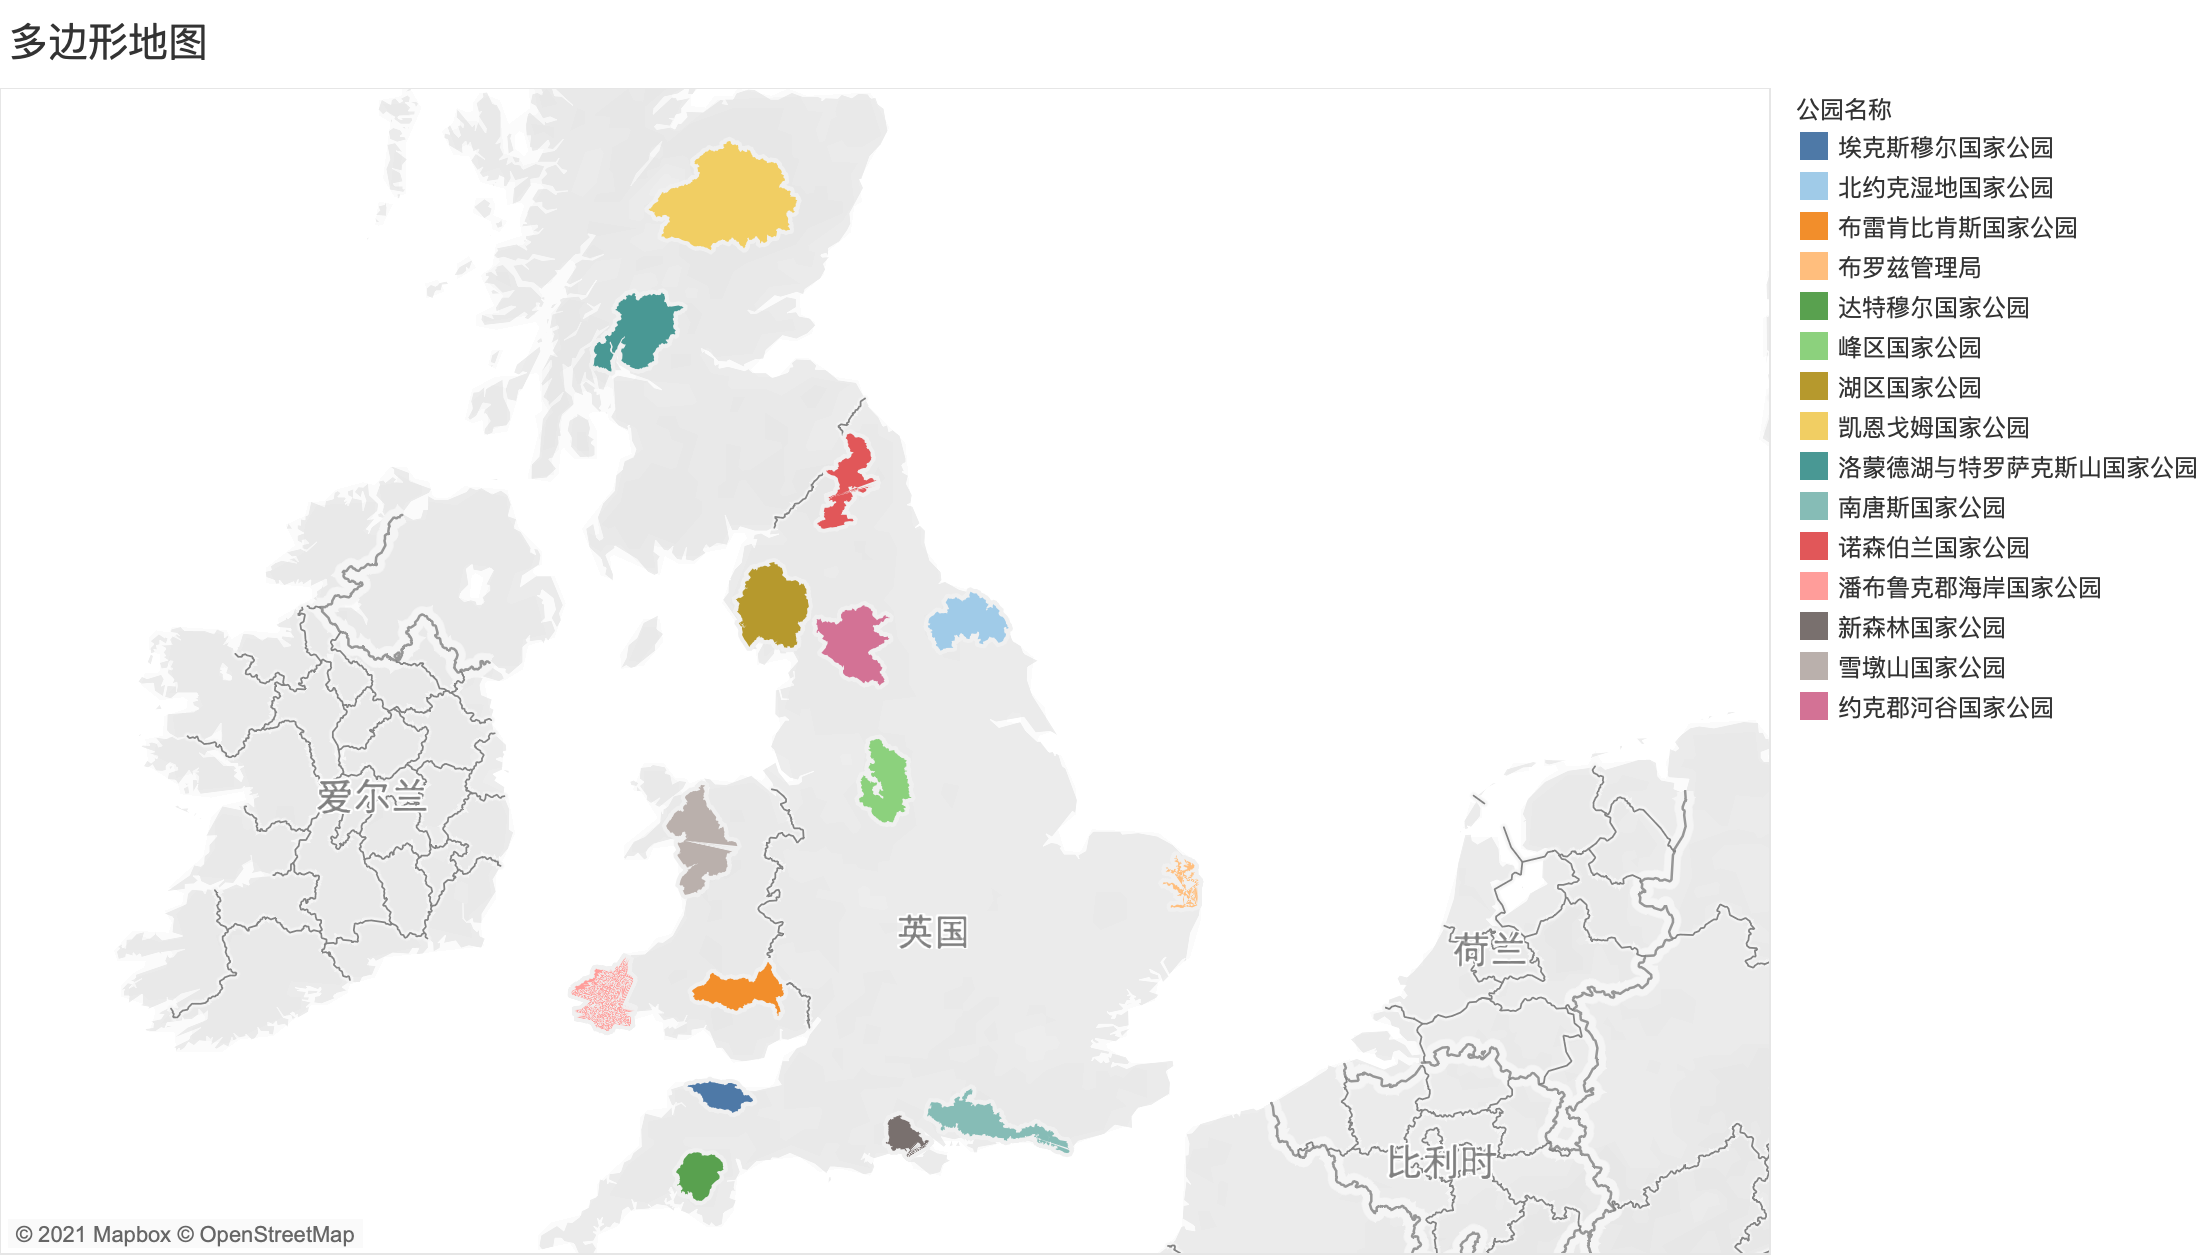 多边形地图
公园名称
埃克斯穆尔国家公园
北约克湿地国家公园
布雷肯比肯斯国家公园
布罗兹管理局
达特穆尔国家公园
峰区国家公园
湖区国家公园
凯恩戈姆国家公园
洛蒙德湖与特罗萨克斯山国家公园
南唐斯国家公园
诺森伯兰国家公园
潘布鲁克郡海岸国家公园
新森林国家公园
雪墩山国家公园
约克郡河谷国家公园
爱尔兰
英国
荷兰
比利时
© 2021 Mapbox © OpenStreetMap